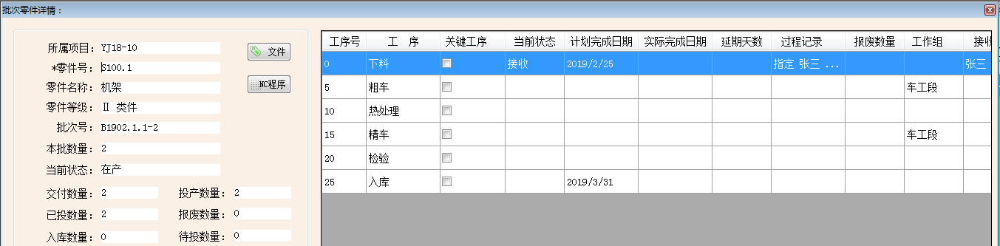 批次零件详情：
所属项目：YJ18-10
文件
*零件号：S100.1
零件名称：机架
NC程序
零件等级：Ⅱ 类件
批次号：B1902.1.1-2
本批数量：2
当前状态：在产
交付数量：2 投产数量：2
已投数量：2 报废数量：0
入库数量：0 待投数量：0
工序号 工 序 关键工序 当前状态 计划完成日期 实际完成日期 延期天数 过程记录 报废数量 工作组 接收
0 下料 接收 2019/2/25 指定 张三 ... 张三
5 粗车 车工段
10 热处理
15 精车 车工段
20 检验
25 入库 2019/3/31